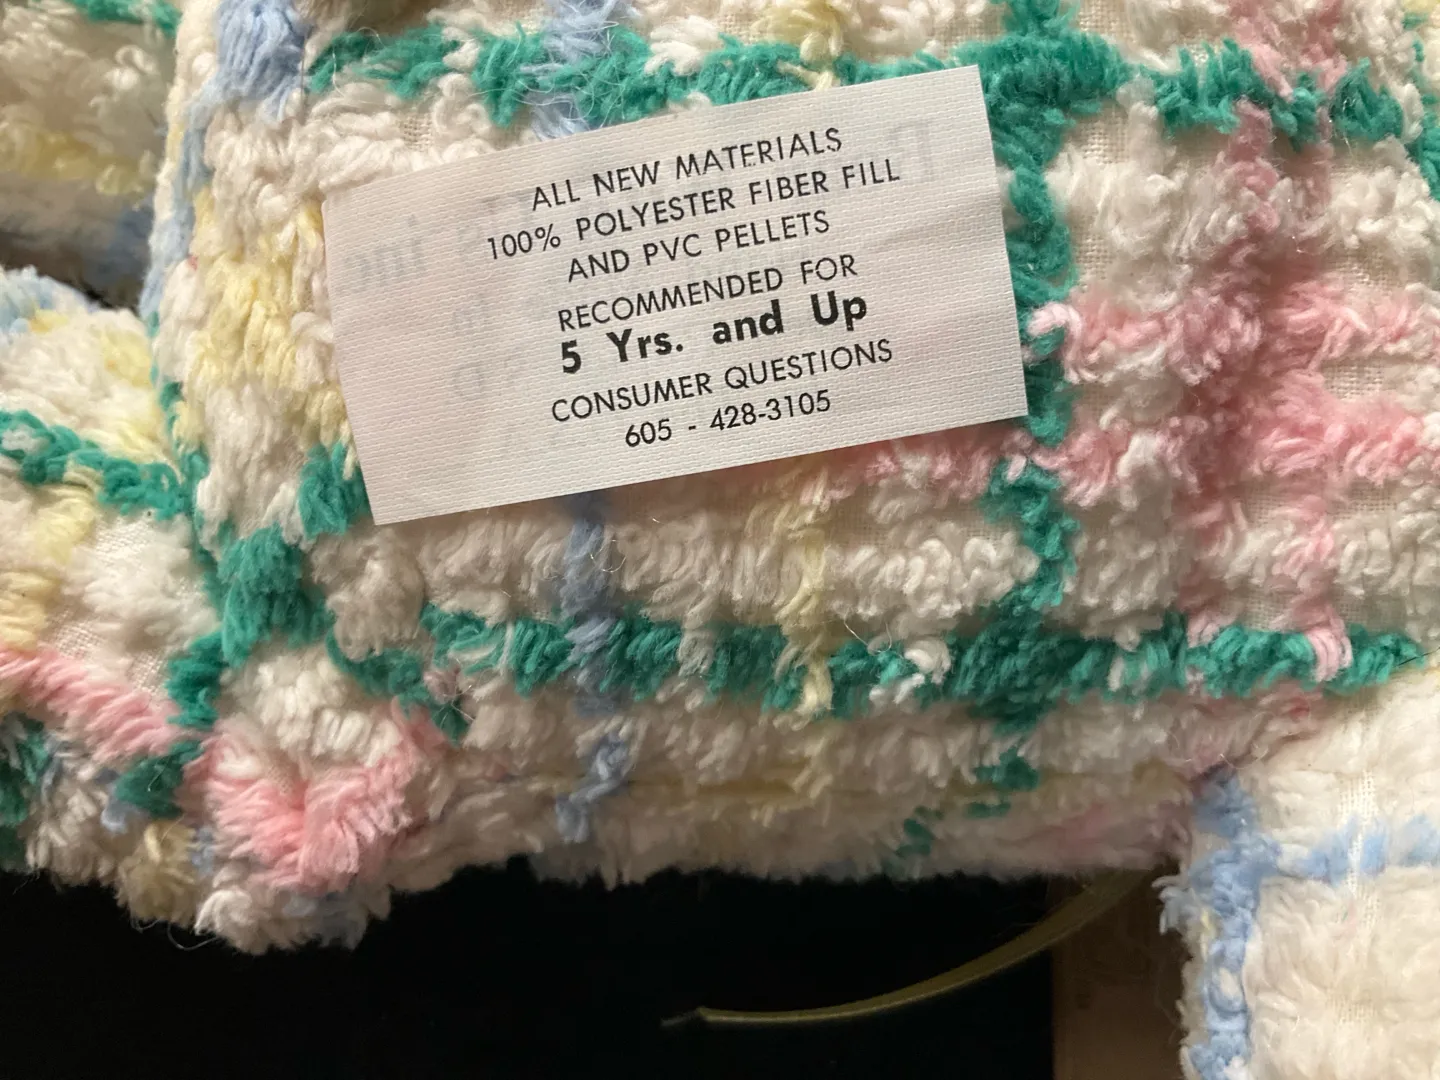 ALL NEW MATERIALS
100% POLYESTER FIBER FILL
AND PVC PELLETS
RECOMMENDED FOR
5 Yrs. and Up
CONSUMER QUESTIONS
605 - 428-3105